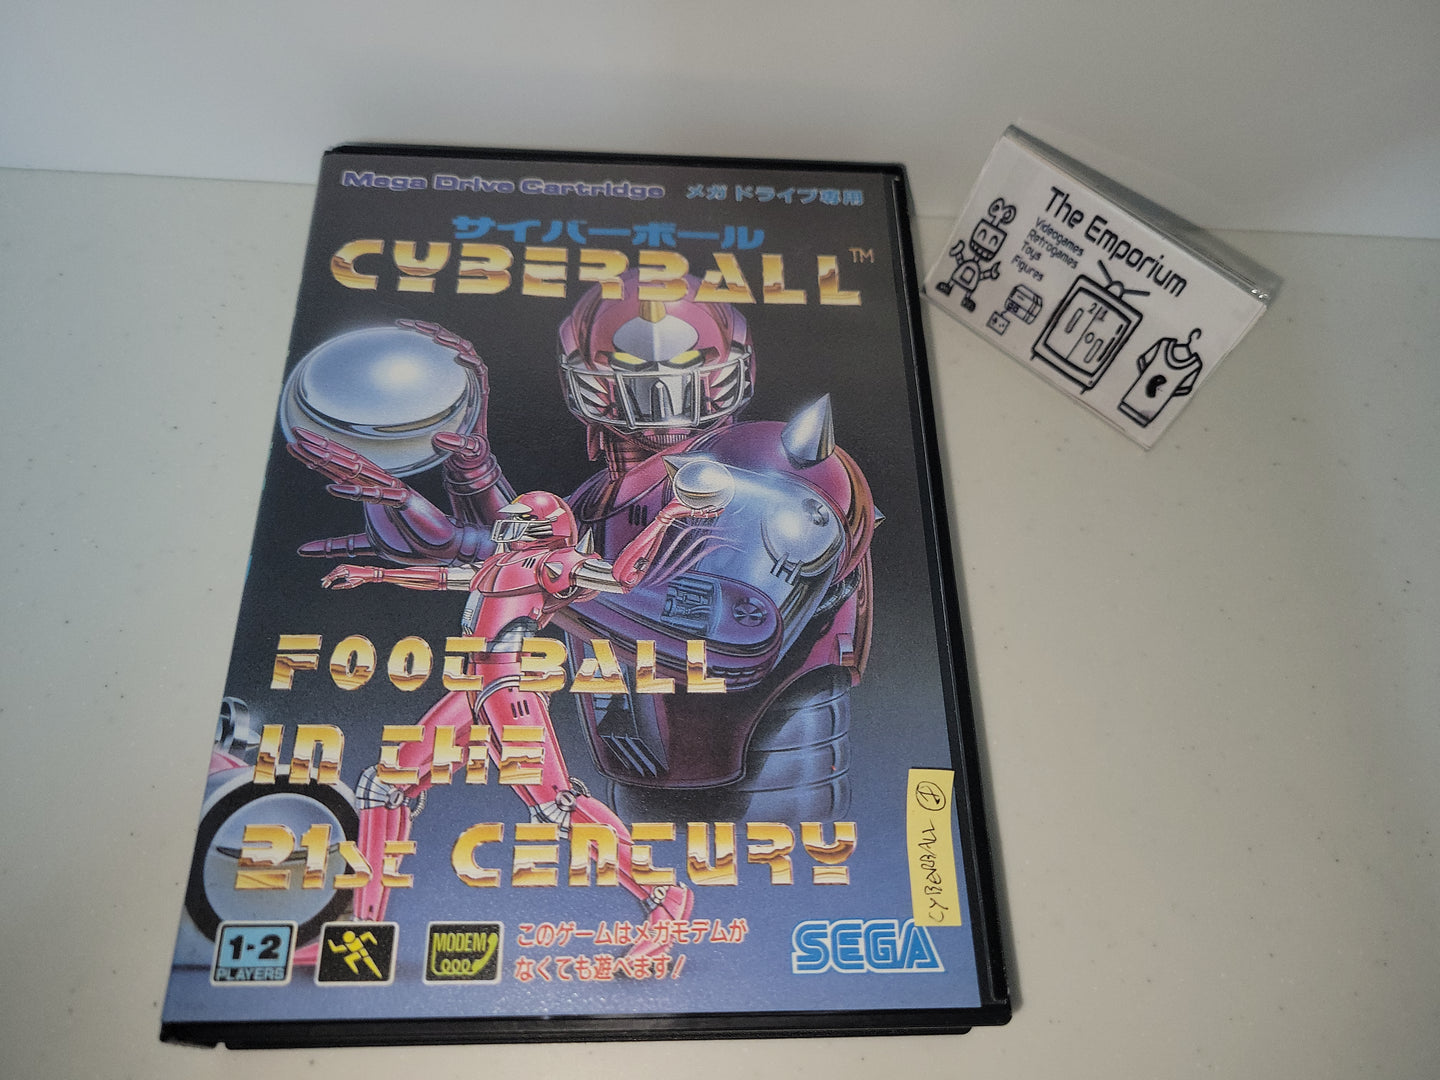 Mega Drive Cartridge メガドライブ専用
サイバーボール
CYBERBALL™
FOOTBALL
IN THE
21st CENTURY
1-2
PLAYERS
MODEM
このゲームはメガモデムが
なくても遊べます!
SEGA
CYBERBALL
The Emporium
Videogames
Retrogames
Toys
Figures